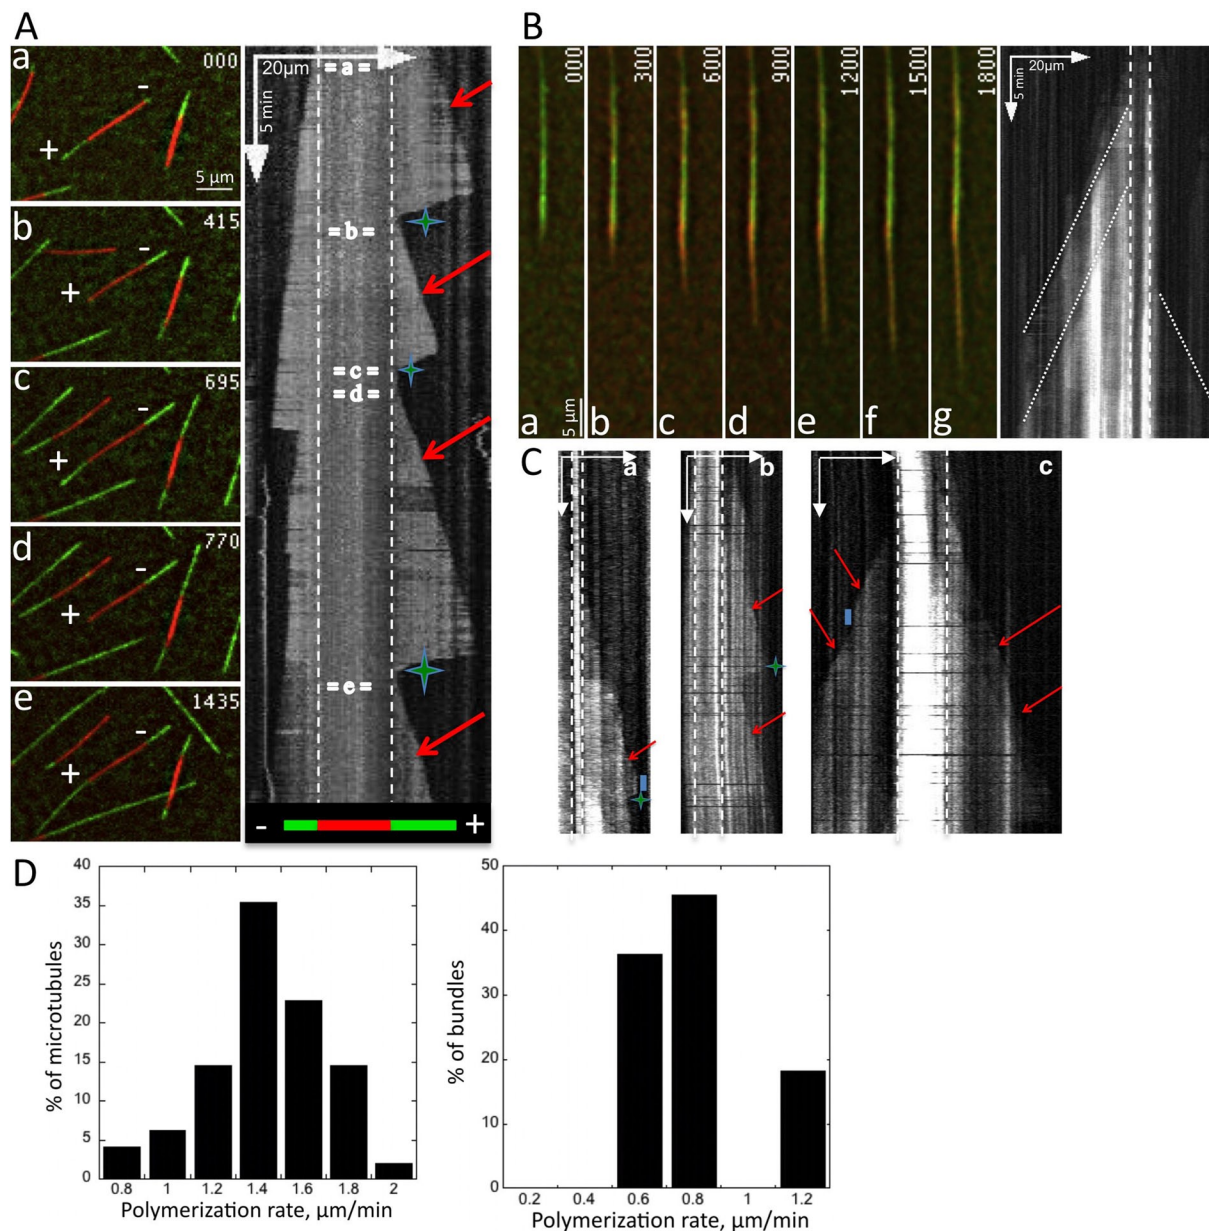 A
a
000
-
+
5 µm
b
415
-
+
c
695
-
+
d
770
-
+
e
1435
-
+
20µm
5 min
=a=
=b=
=c=
=d=
=e=
- +
B
000
300
600
900
1200
1500
1800
a
5 µm
b
c
d
e
f
g
20µm
5 min
C
a
b
c
D
40
35
30
25
20
15
10
5
0
% of microtubules
0.8 1 1.2 1.4 1.6 1.8 2
Polymerization rate, µm/min
50
40
30
20
10
0
% of bundles
0.2 0.4 0.6 0.8 1 1.2
Polymerization rate, µm/min